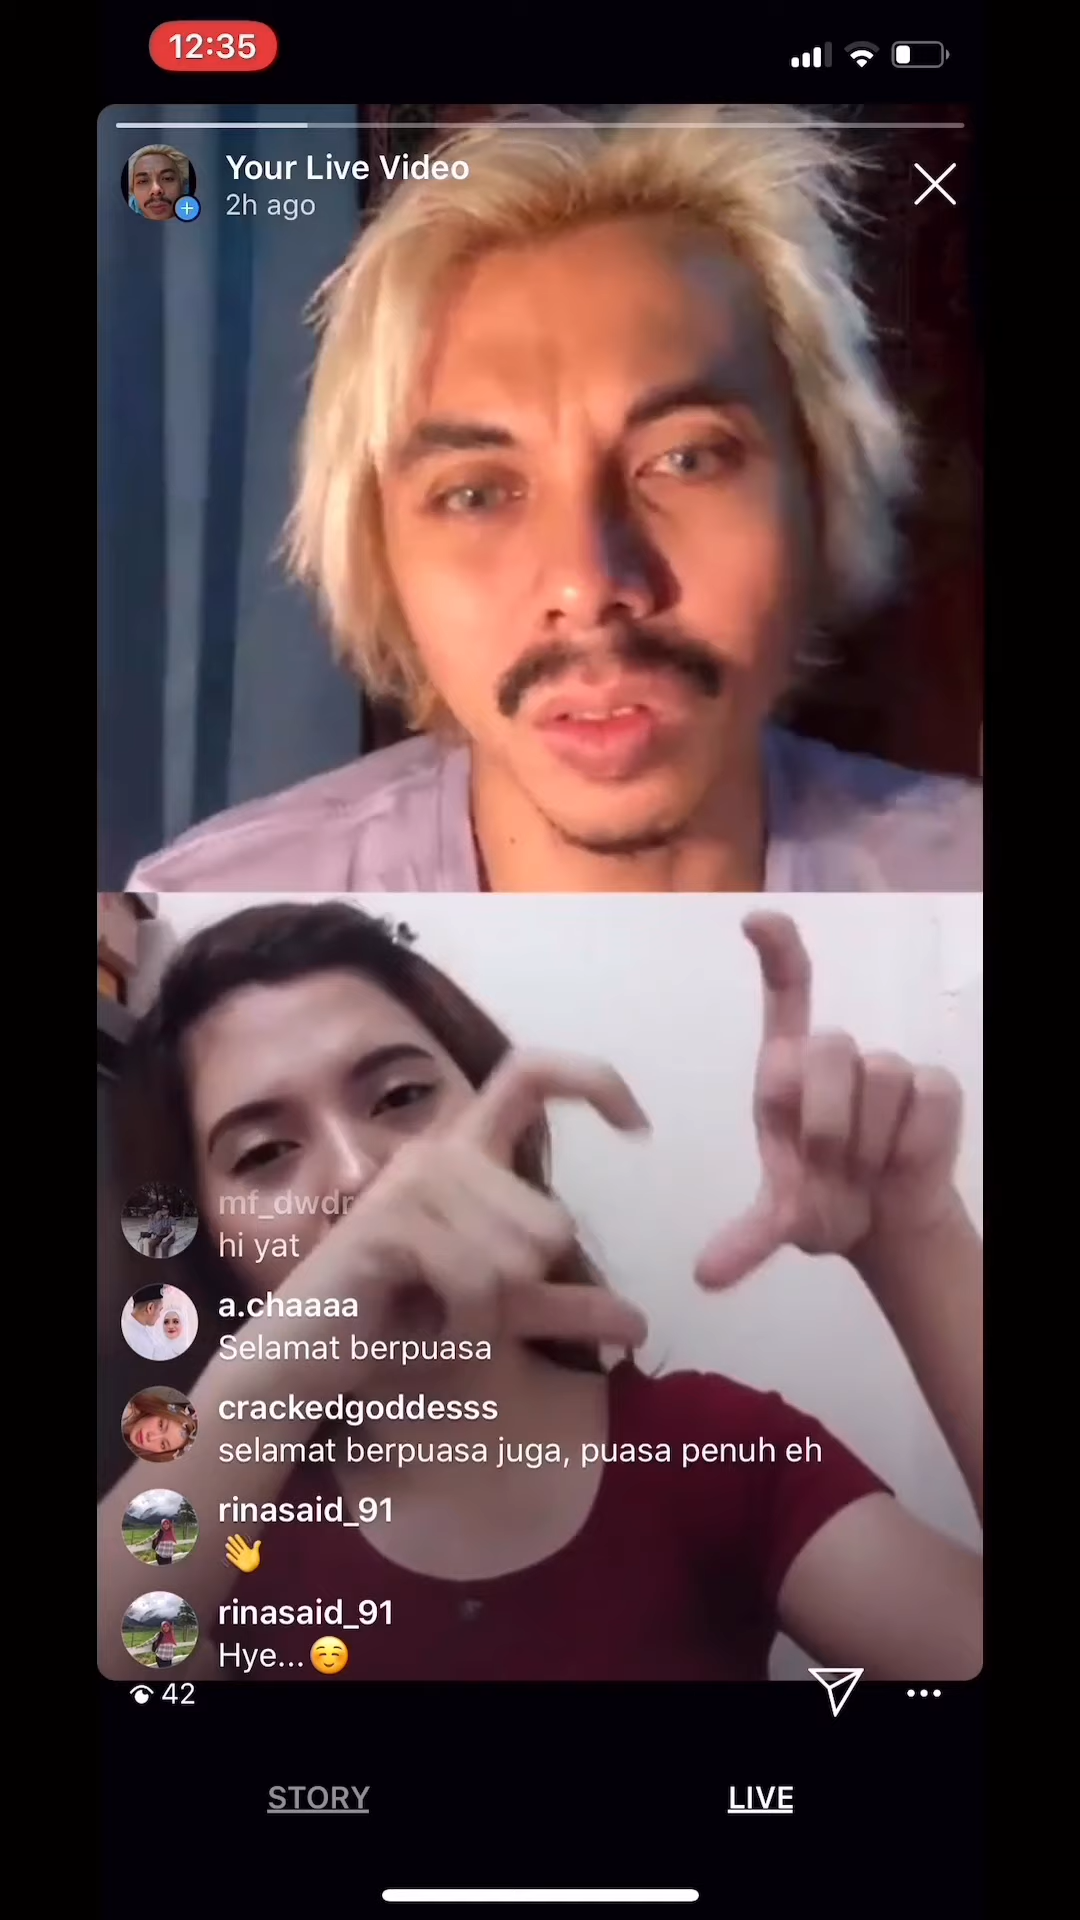 12:35
Your Live Video
2h ago
mf_dwdr
hi yat
a.chaaaa
Selamat berpuasa
crackedgoddesss
selamat berpuasa juga, puasa penuh eh
rinasaid_91
👋
rinasaid_91
Hye...☺️
42
STORY
LIVE